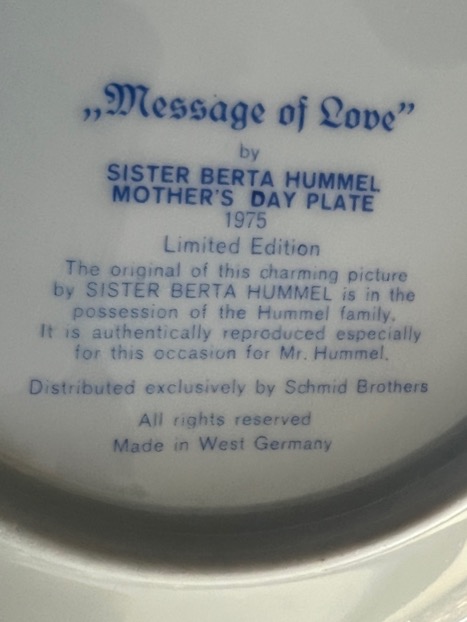 „Message of Love”
by
SISTER BERTA HUMMEL
MOTHER'S DAY PLATE
1975
Limited Edition
The original of this charming picture
by SISTER BERTA HUMMEL is in the
possession of the Hummel family.
It is authentically reproduced especially
for this occasion for Mr. Hummel.
Distributed exclusively by Schmid Brothers
All rights reserved
Made in West Germany